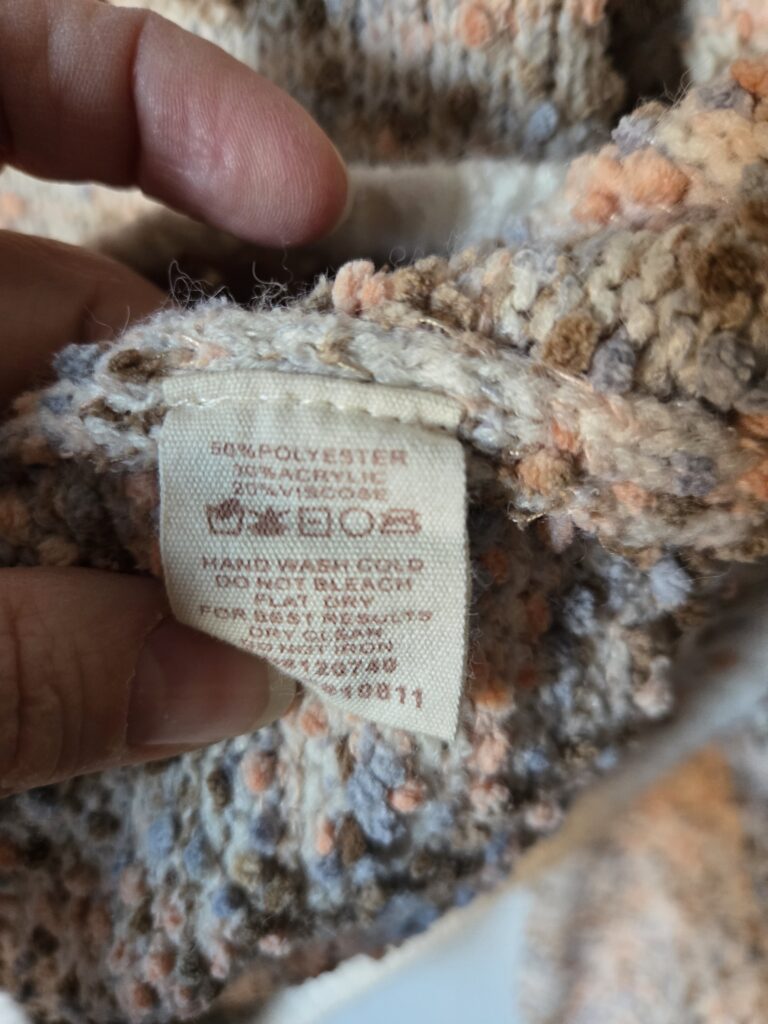 50%POLYESTER
30%ACRYLIC
20%VISCOSE
HAND WASH COLD
DO NOT BLEACH
FLAT DRY
FOR BEST RESULTS
DRY CLEAN
DO NOT IRON